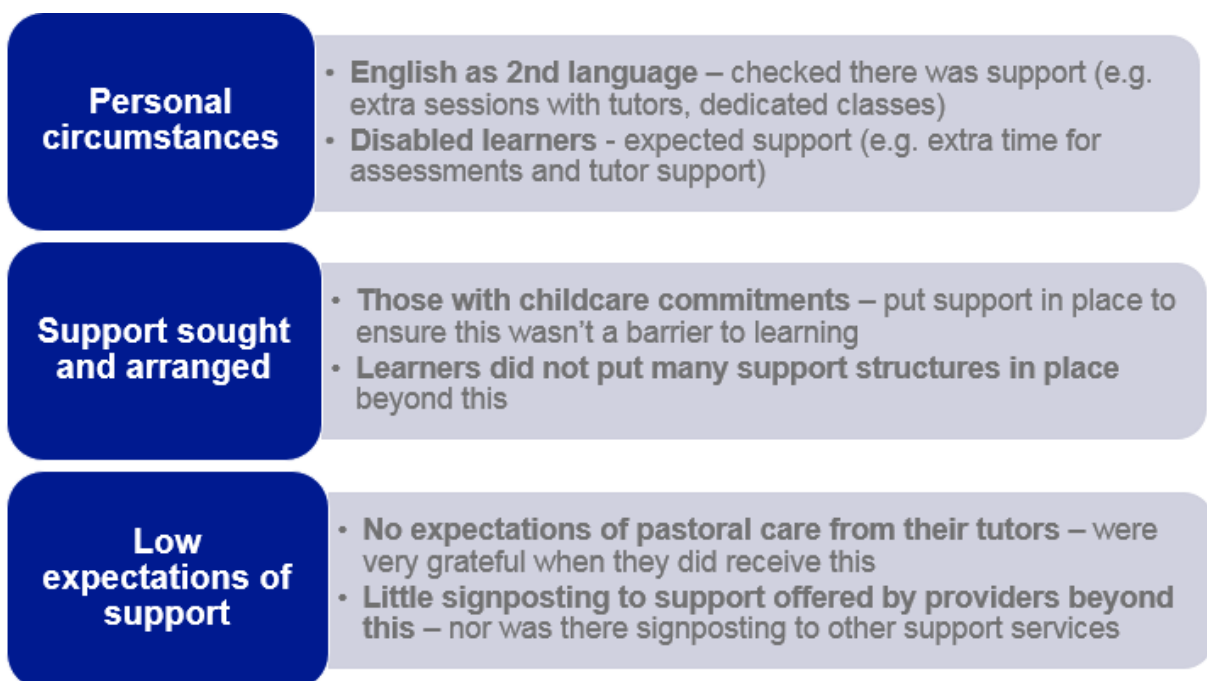 Personal
circumstances
• English as 2nd language – checked there was support (e.g.
extra sessions with tutors, dedicated classes)
• Disabled learners - expected support (e.g. extra time for
assessments and tutor support)
Support sought
and arranged
• Those with childcare commitments – put support in place to
ensure this wasn’t a barrier to learning
• Learners did not put many support structures in place
beyond this
Low
expectations of
support
• No expectations of pastoral care from their tutors – were
very grateful when they did receive this
• Little signposting to support offered by providers beyond
this – nor was there signposting to other support services